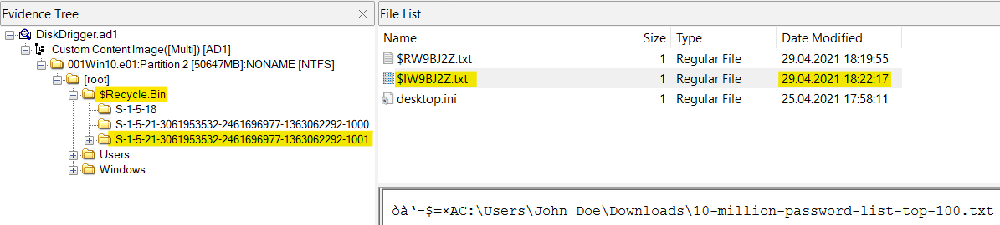 Evidence Tree
DiskDrigger.ad1
Custom Content Image([Multi]) [AD1]
001Win10.e01:Partition 2 [50647MB]:NONAME [NTFS]
[root]
$Recycle.Bin
S-1-5-18
S-1-5-21-3061953532-2461696977-1363062292-1000
S-1-5-21-3061953532-2461696977-1363062292-1001
Users
Windows
File List
Name Size Type Date Modified
$RW9BJ2Z.txt 1 Regular File 29.04.2021 18:19:55
$IW9BJ2Z.txt 1 Regular File 29.04.2021 18:22:17
desktop.ini 1 Regular File 25.04.2021 17:58:11
òà‘–$=×AC:\Users\John Doe\Downloads\10-million-password-list-top-100.txt